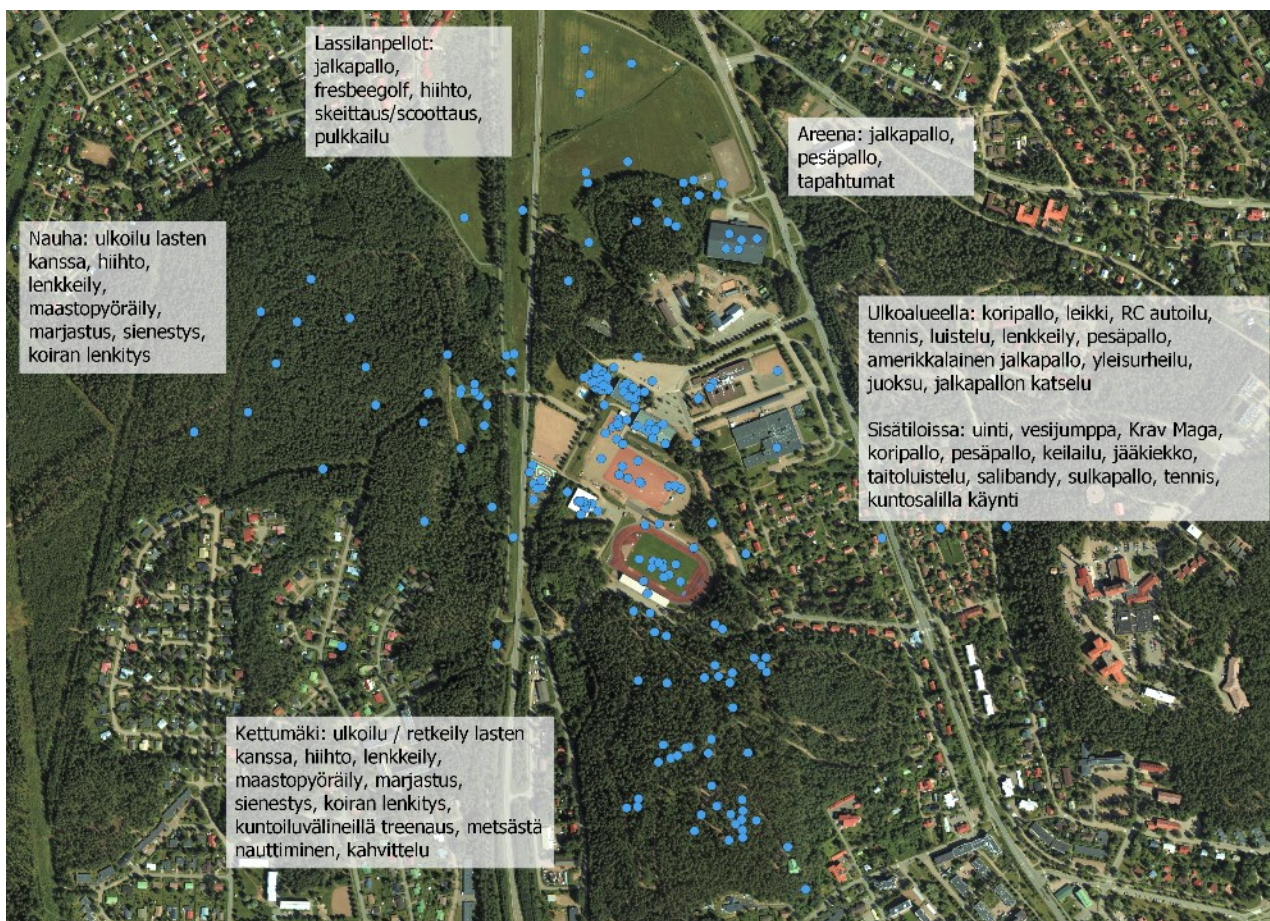 Lassilanpellot:
jalkapallo,
fresbeegolf, hiihto,
skeittaus/scoottaus,
pulkkailu
Areena: jalkapallo,
pesäpallo,
tapahtumat
Nauha: ulkoilu lasten
kanssa, hiihto,
lenkkeily,
maastopyöräily,
marjastus, sienestys,
koiran lenkitys
Ulkoalueella: koripallo, leikki, RC autoilu,
tennis, luistelu, lenkkeily, pesäpallo,
amerikkalainen jalkapallo, yleisurheilu,
juoksu, jalkapallon katselu
Sisätiloissa: uinti, vesijumppa, Krav Maga,
koripallo, pesäpallo, keilailu, jääkiekko,
taitoluistelu, salibandy, sulkapallo, tennis,
kuntosalilla käynti
Kettumäki: ulkoilu / retkeily lasten
kanssa, hiihto, lenkkeily,
maastopyöräily, marjastus,
sienestys, koiran lenkitys,
kuntoiluvälineillä treenaus, metsästä
nauttiminen, kahvittelu